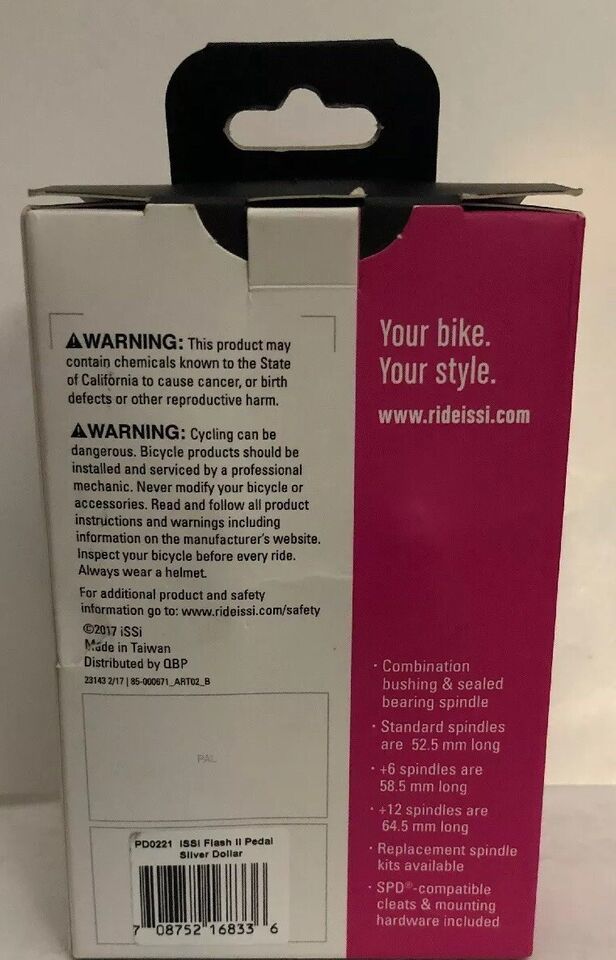 ⚠WARNING: This product may
contain chemicals known to the State
of California to cause cancer, or birth
defects or other reproductive harm.
⚠WARNING: Cycling can be
dangerous. Bicycle products should be
installed and serviced by a professional
mechanic. Never modify your bicycle or
accessories. Read and follow all product
instructions and warnings including
information on the manufacturer's website.
Inspect your bicycle before every ride.
Always wear a helmet.
For additional product and safety
information go to: www.rideissi.com/safety
©2017 iSSi
Made in Taiwan
Distributed by QBP
23143 2/17 | 85-000671_ART02_B
PAL
PD0221 iSSi Flash II Pedal
Silver Dollar
7 08752 16833 6
Your bike.
Your style.
www.rideissi.com
· Combination
bushing & sealed
bearing spindle
· Standard spindles
are 52.5 mm long
· +6 spindles are
58.5 mm long
· +12 spindles are
64.5 mm long
· Replacement spindle
kits available
· SPD®-compatible
cleats & mounting
hardware included